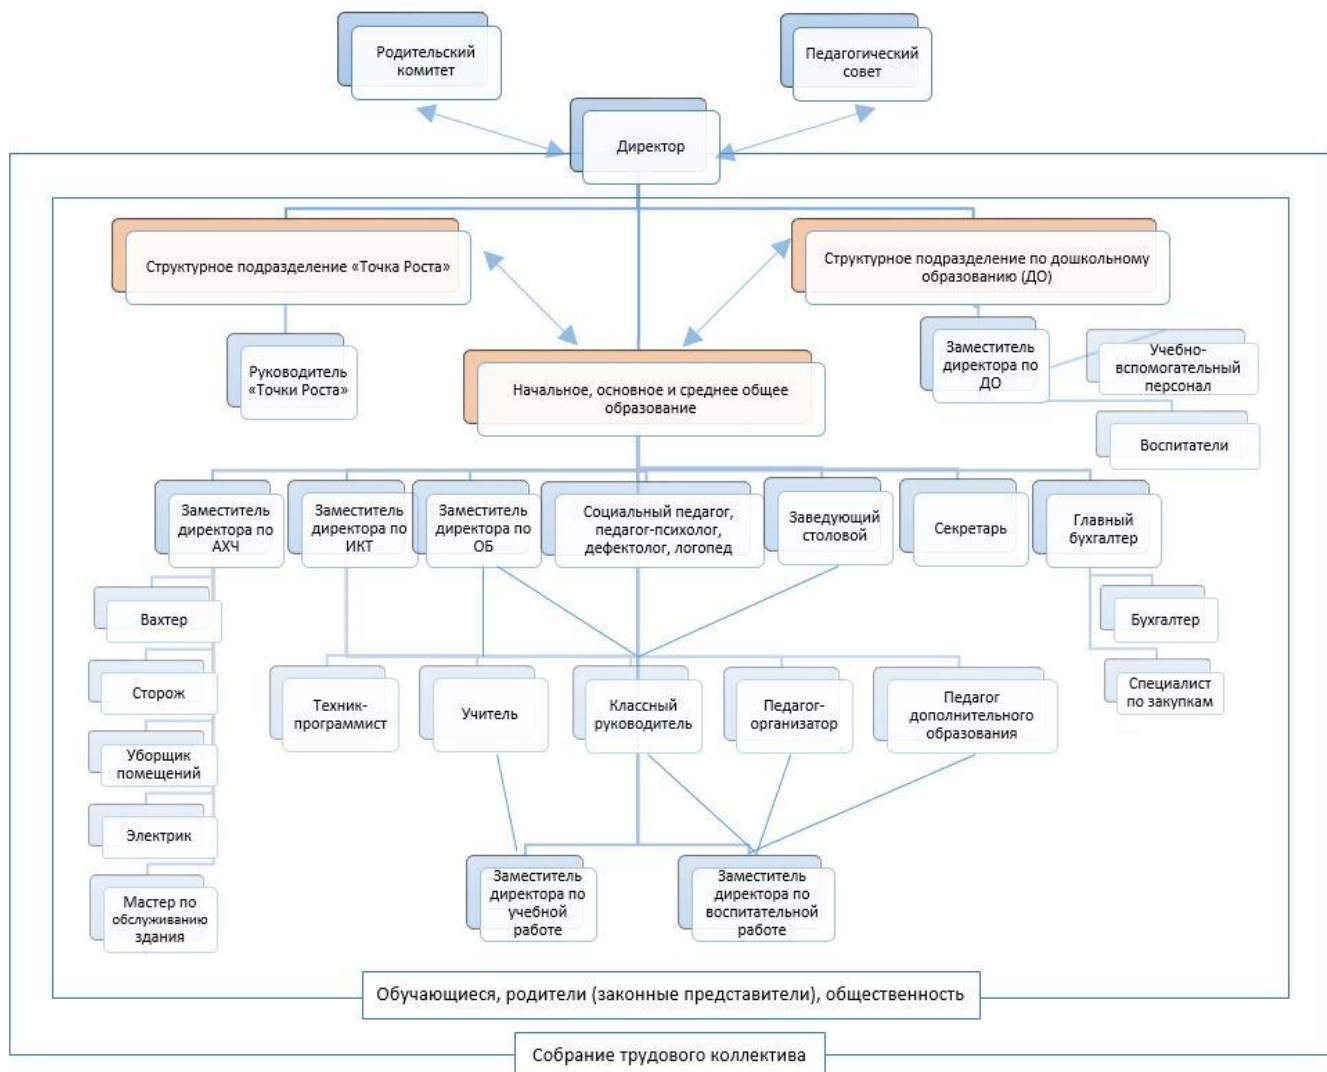 Родительский
комитет
Педагогический
совет
Директор
Структурное подразделение «Точка Роста»
Структурное подразделение по дошкольному
образованию (ДО)
Руководитель
«Точки Роста»
Заместитель
директора по
ДО
Учебно-
вспомогательный
персонал
Воспитатели
Начальное, основное и среднее общее
образование
Заместитель
директора по
АХЧ
Заместитель
директора по
ИКТ
Заместитель
директора по
ОБ
Социальный педагог,
педагог-психолог,
дефектолог, логопед
Заведующий
столовой
Секретарь
Главный
бухгалтер
Вахтер
Сторож
Уборщик
помещений
Электрик
Мастер по
обслуживанию
здания
Бухгалтер
Специалист
по закупкам
Техник-
программист
Учитель
Классный
руководитель
Педагог-
организатор
Педагог
дополнительного
образования
Заместитель
директора по
учебной
работе
Заместитель
директора по
воспитательной
работе
Обучающиеся, родители (законные представители), общественность
Собрание трудового коллектива